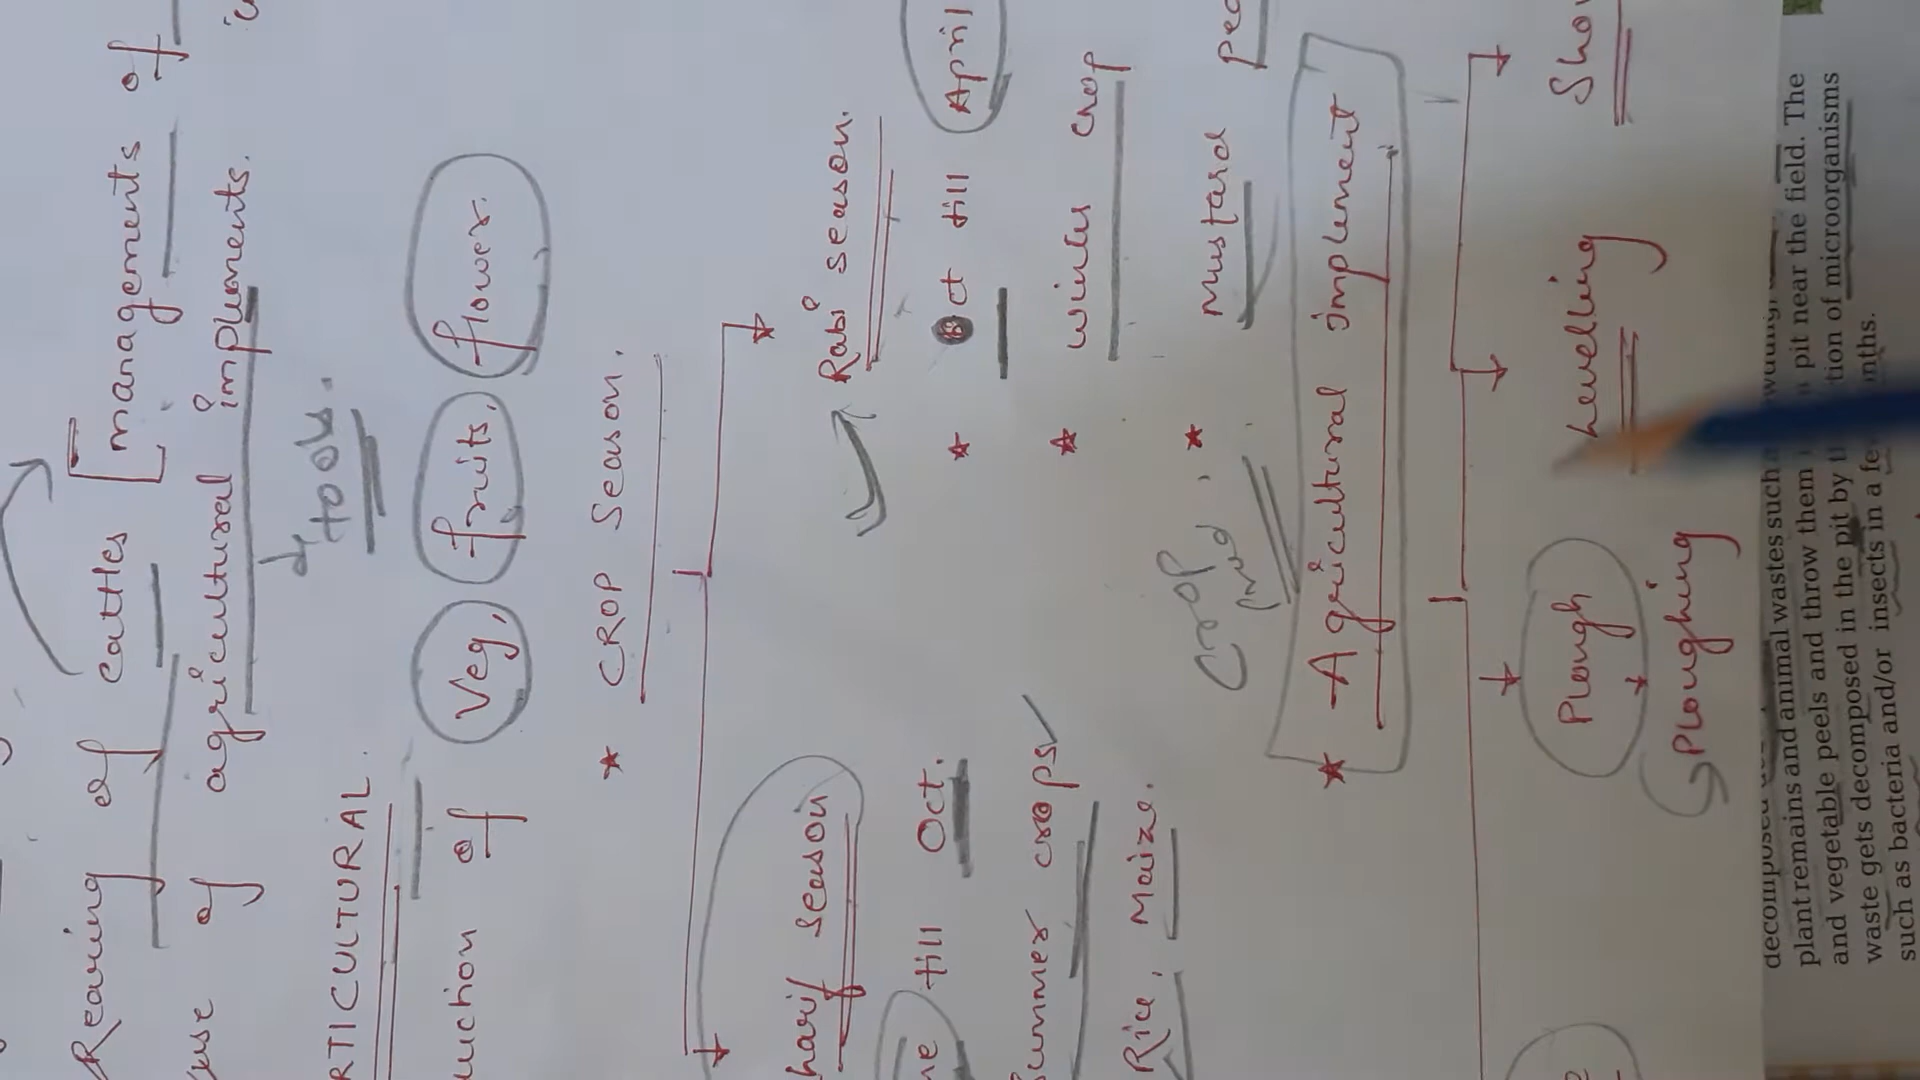 Rearing of cattles [managements of
use of agricultural implements.
tools.
RTICULTURAL.
uction of Veg, fruits, flower.
* CROP Season.
harif Season
Rabi Season.
ne till Oct.
* Oct till April
Summer crops
* winter crop
Rice, Maize.
* Mustard
crop
* Agricultural implement
Plough
Levelling
Ploughing
plant remains and animal wastes such
and vegetable peels and throw them pit near the field. The
waste gets decomposed in the pit by tion of microorganisms
such as bacteria and/or insects in a nths.